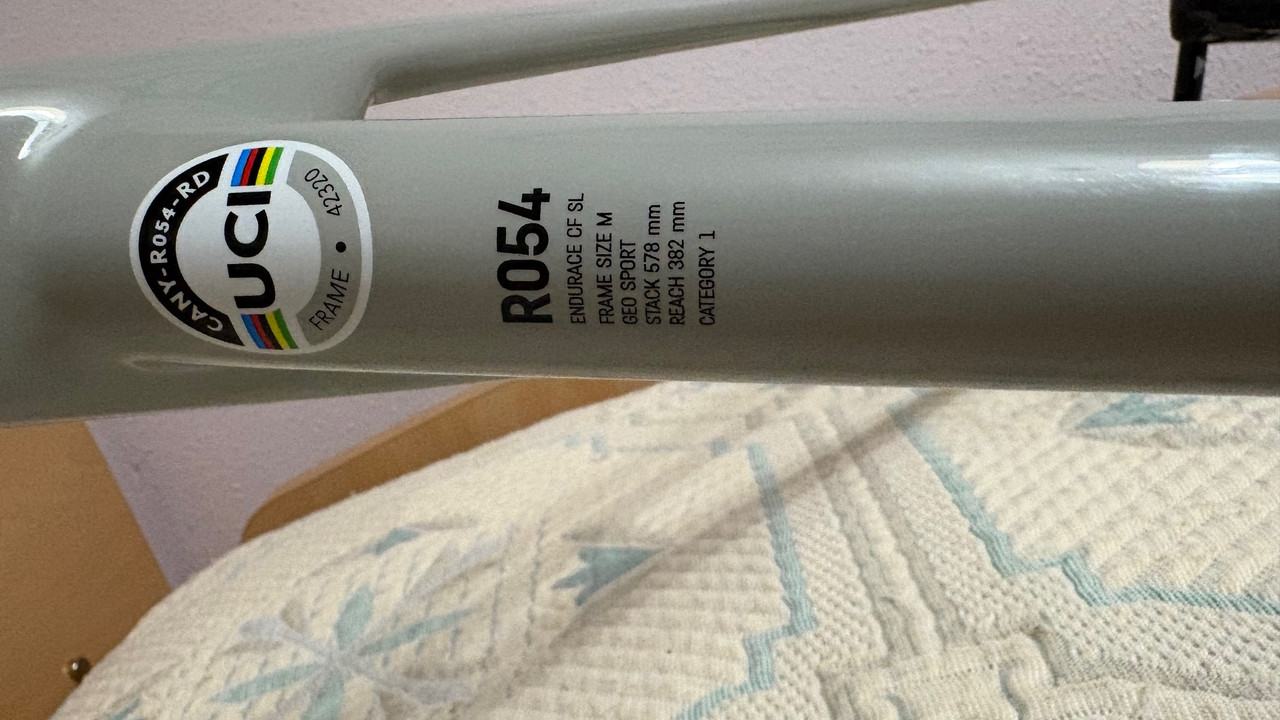 CANY-R054-RD
UCI
FRAME • 42320
R054
ENDURACE CF SL
FRAME SIZE M
GEO SPORT
STACK 578 mm
REACH 382 mm
CATEGORY 1